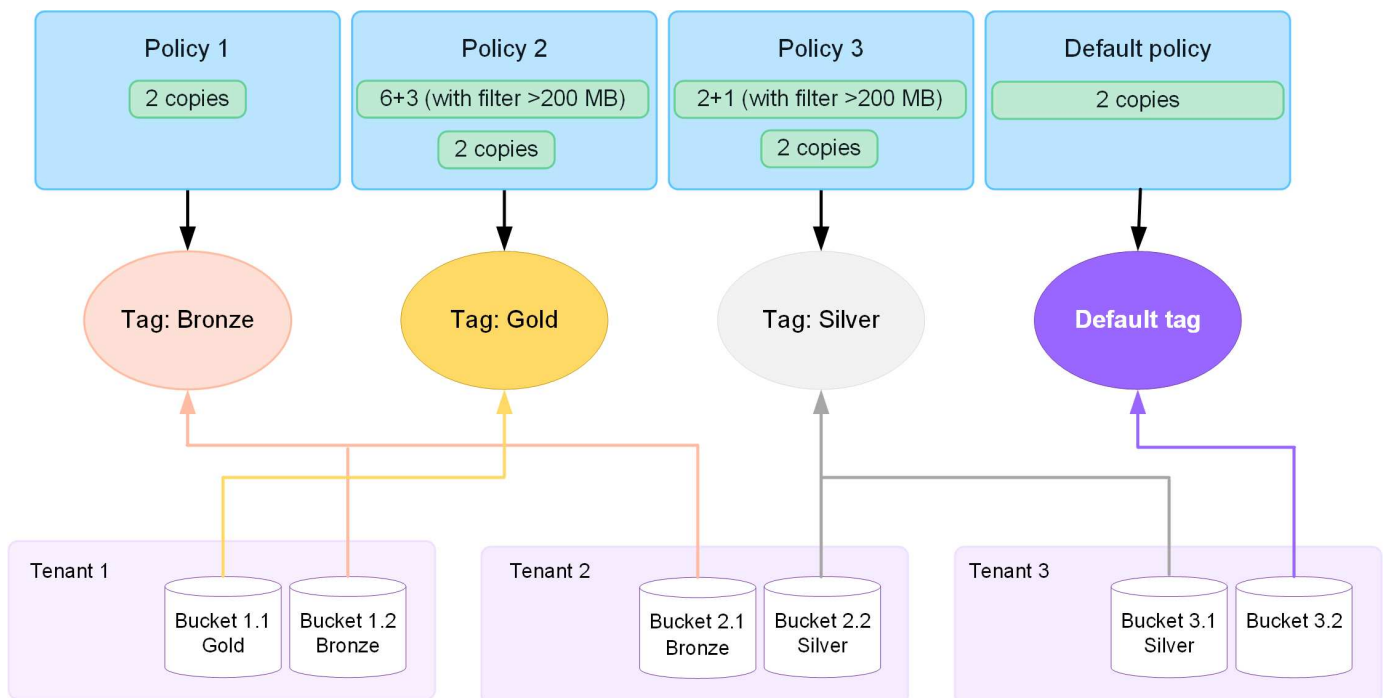 Policy 1
2 copies
Policy 2
6+3 (with filter >200 MB)
2 copies
Policy 3
2+1 (with filter >200 MB)
2 copies
Default policy
2 copies
Tag: Bronze
Tag: Gold
Tag: Silver
Default tag
Tenant 1
Bucket 1.1
Gold
Bucket 1.2
Bronze
Tenant 2
Bucket 2.1
Bronze
Bucket 2.2
Silver
Tenant 3
Bucket 3.1
Silver
Bucket 3.2